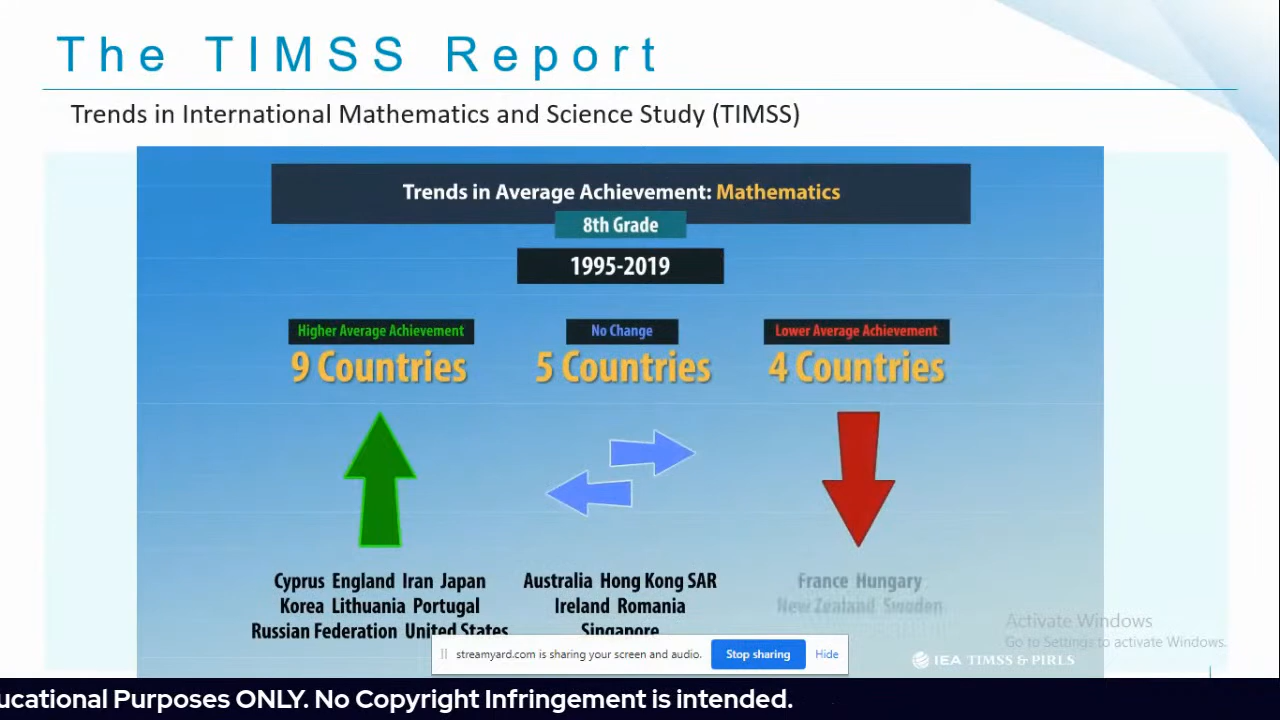 The TIMSS Report
Trends in International Mathematics and Science Study (TIMSS)
Trends in Average Achievement: Mathematics
8th Grade
1995-2019
Higher Average Achievement
9 Countries
No Change
5 Countries
Lower Average Achievement
4 Countries
Cyprus England Iran Japan
Korea Lithuania Portugal
Russian Federation United States
Australia Hong Kong SAR
Ireland Romania
Singapore
France Hungary
New Zealand Sweden
Activate Windows
Go to Settings to activate Windows.
IEA TIMSS & PIRLS
streamyard.com is sharing your screen and audio.
Stop sharing
Hide
ucational Purposes ONLY. No Copyright Infringement is intended.